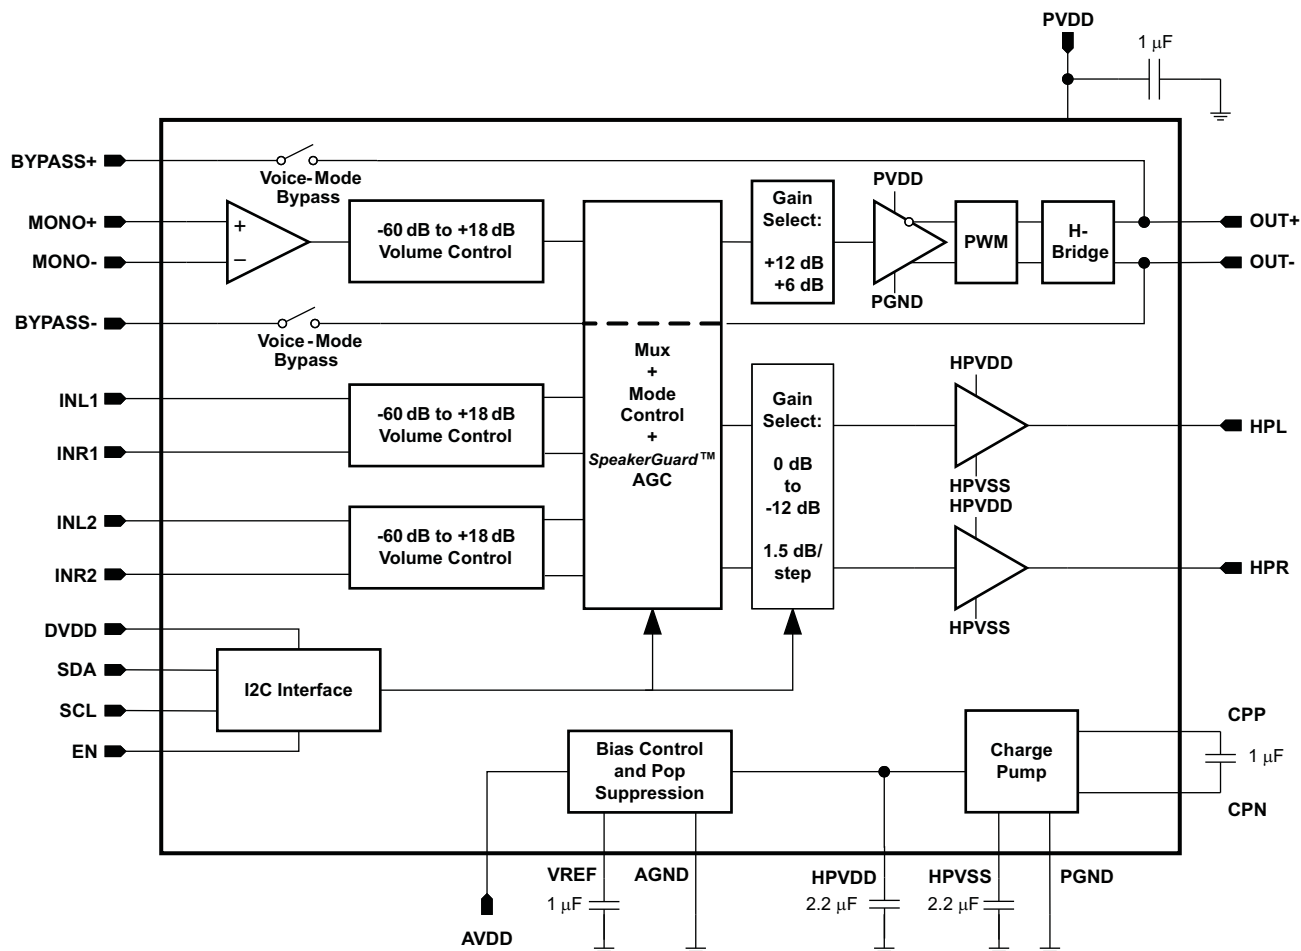 PVDD
1 μF
BYPASS+
Voice-Mode
Bypass
MONO+
MONO-
+
−
-60 dB to +18 dB
Volume Control
Gain
Select:
+12 dB
+6 dB
PVDD
PGND
PWM
H-
Bridge
OUT+
OUT-
BYPASS-
Voice-Mode
Bypass
Mux
+
Mode
Control
+
SpeakerGuard™
AGC
INL1
INR1
-60 dB to +18 dB
Volume Control
INL2
INR2
-60 dB to +18 dB
Volume Control
Gain
Select:
0 dB
to
-12 dB
1.5 dB/
step
HPVDD
HPVSS
HPL
HPVDD
HPVSS
HPR
DVDD
SDA
SCL
EN
I2C Interface
Bias Control
and Pop
Suppression
Charge
Pump
CPP
1 μF
CPN
AVDD
VREF
1 μF
AGND
HPVDD
2.2 μF
HPVSS
2.2 μF
PGND